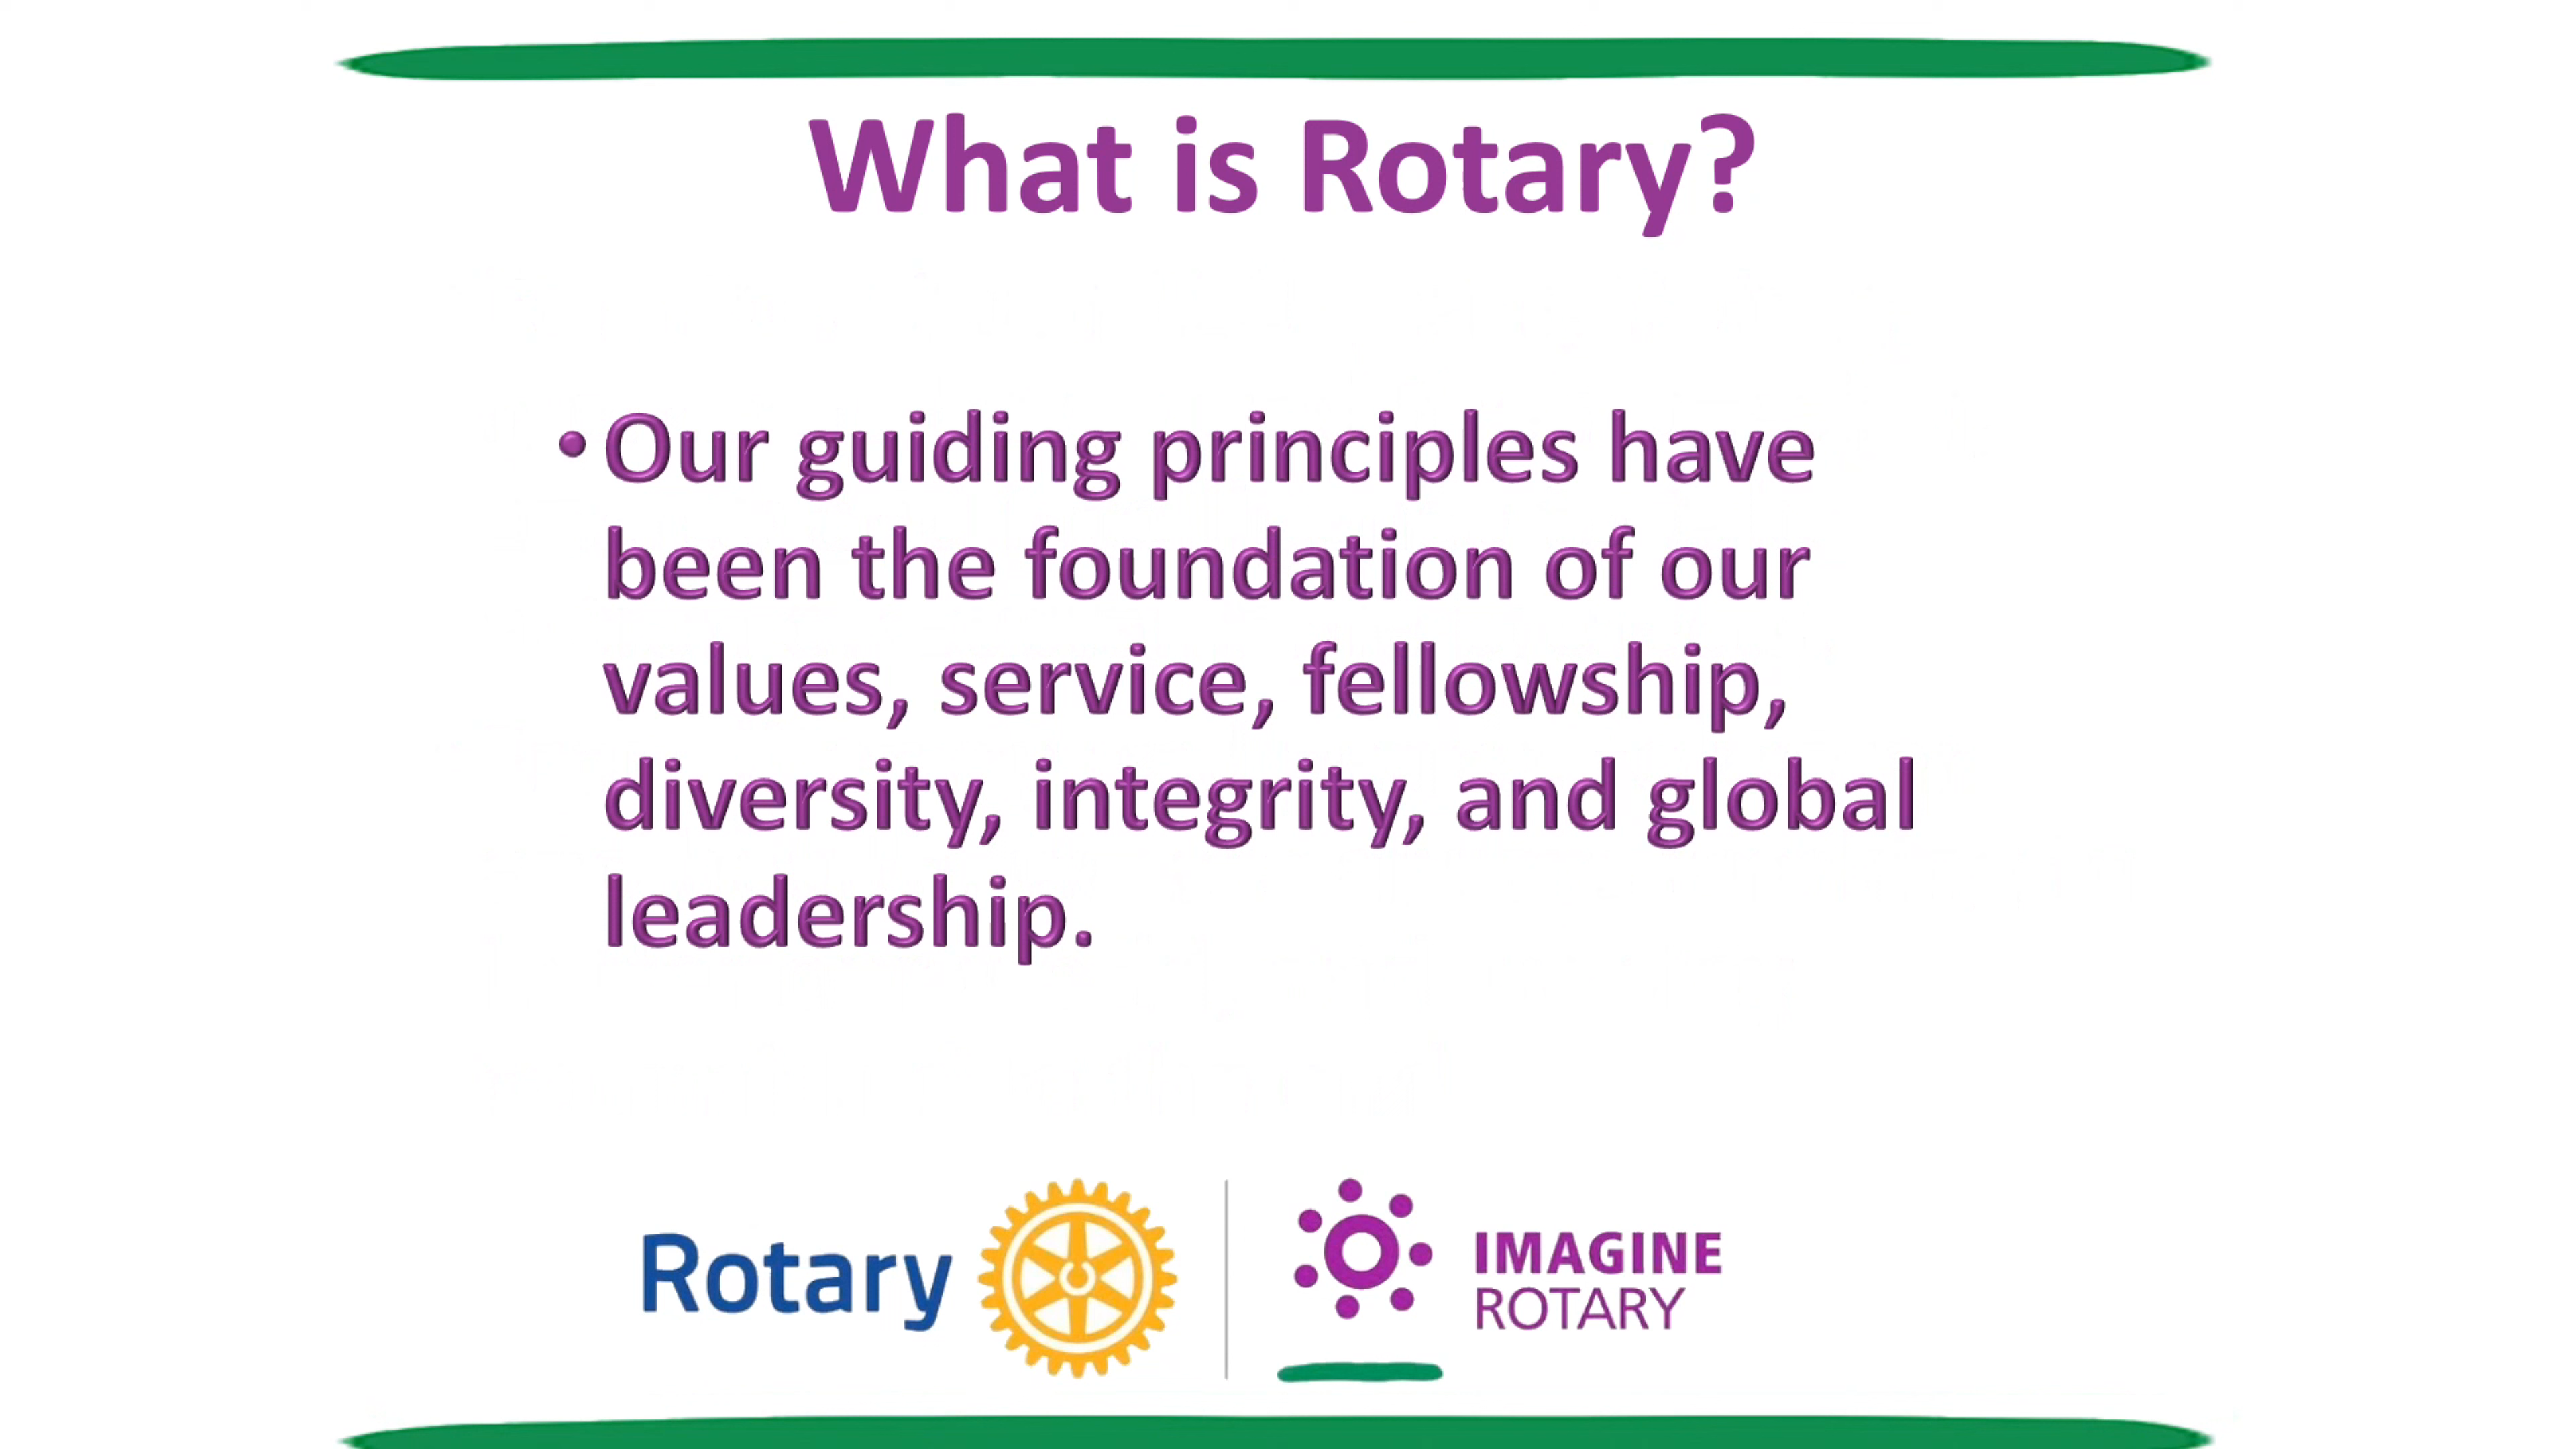 What is Rotary?
• Our guiding principles have
been the foundation of our
values, service, fellowship,
diversity, integrity, and global
leadership.
Rotary
IMAGINE
ROTARY